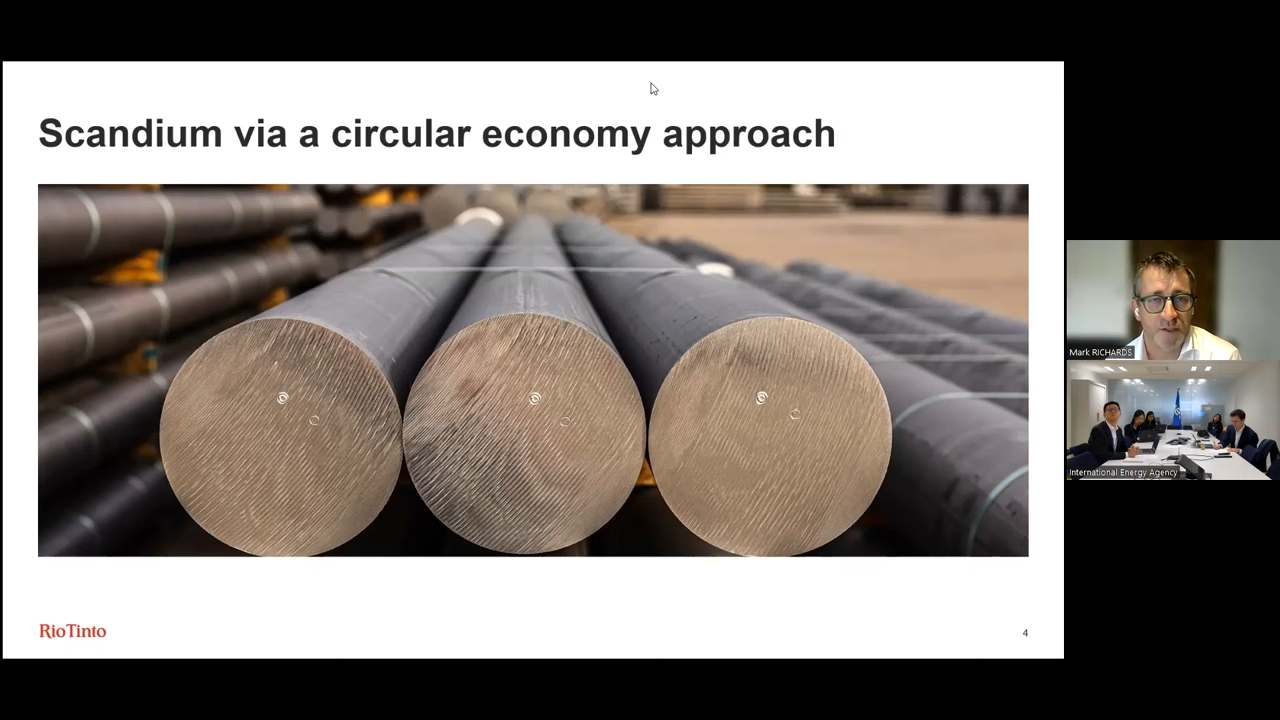 Scandium via a circular economy approach
RioTinto
4
Mark RICHARDS
International Energy Agency